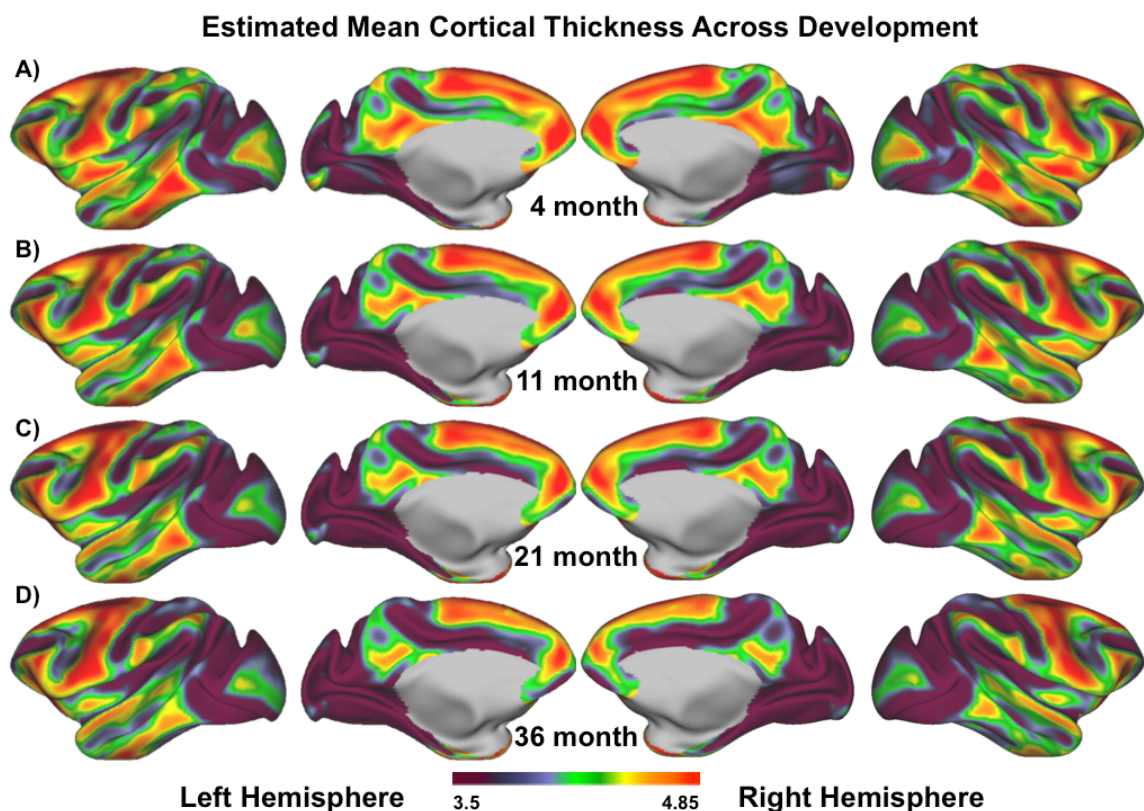 Estimated Mean Cortical Thickness Across Development
A)
4 month
B)
11 month
C)
21 month
D)
36 month
Left Hemisphere
3.5
4.85
Right Hemisphere